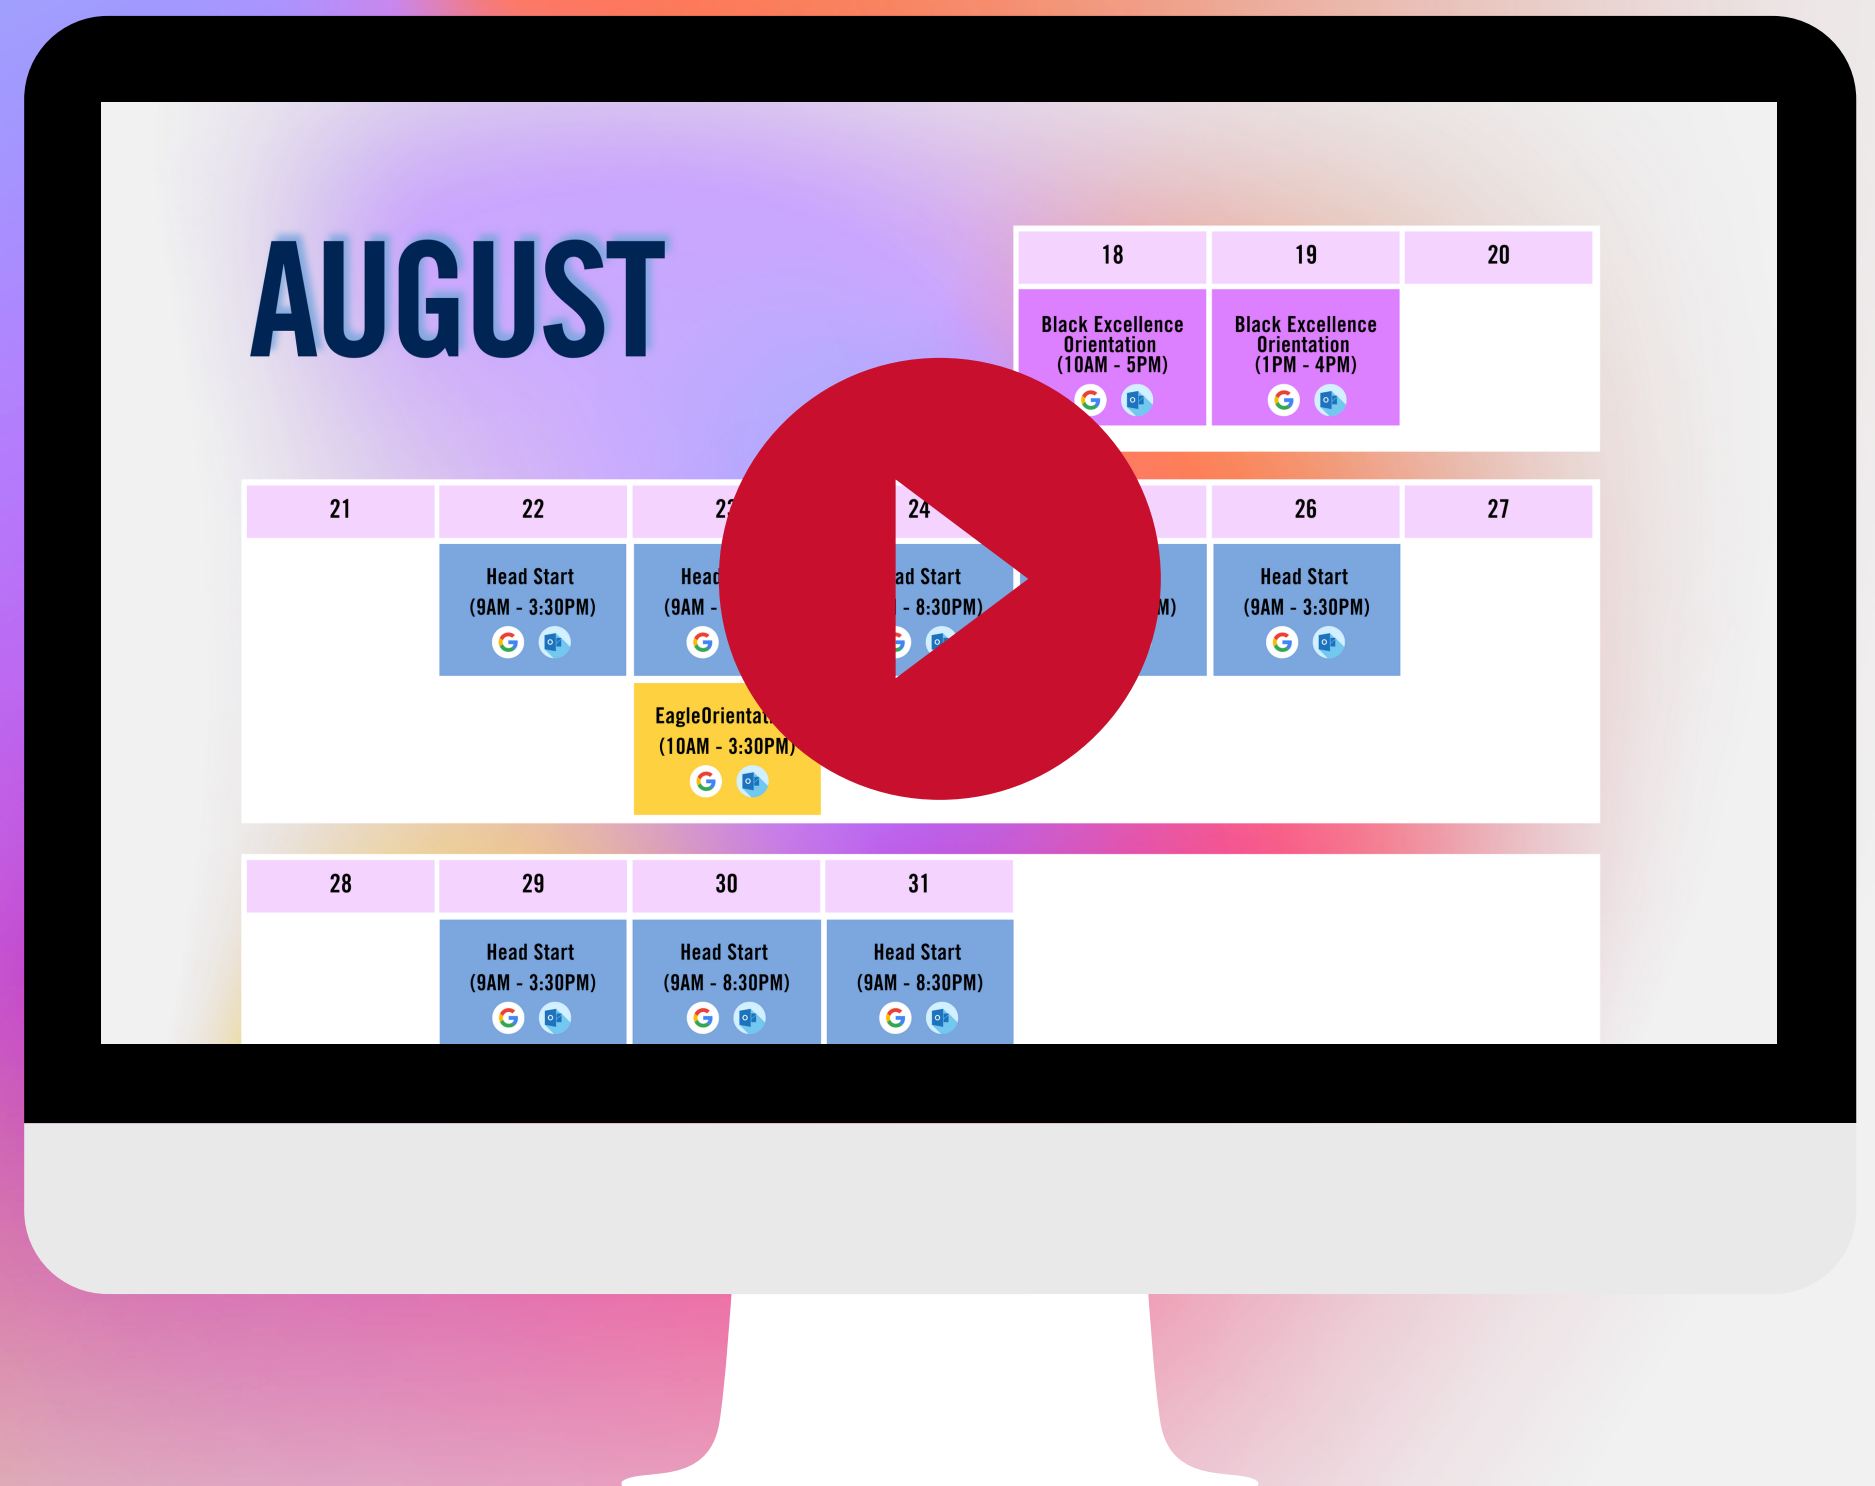 AUGUST
18 19 20
Black Excellence
Orientation
(10AM - 5PM)
Black Excellence
Orientation
(1PM - 4PM)
21 22 24 26 27
Head Start
(9AM - 3:30PM)
(9AM -
Start
- 8:30PM)
Head Start
(9AM - 3:30PM)
(10AM - 3:30PM)
28 29 30 31
Head Start
(9AM - 3:30PM)
Head Start
(9AM - 8:30PM)
Head Start
(9AM - 8:30PM)